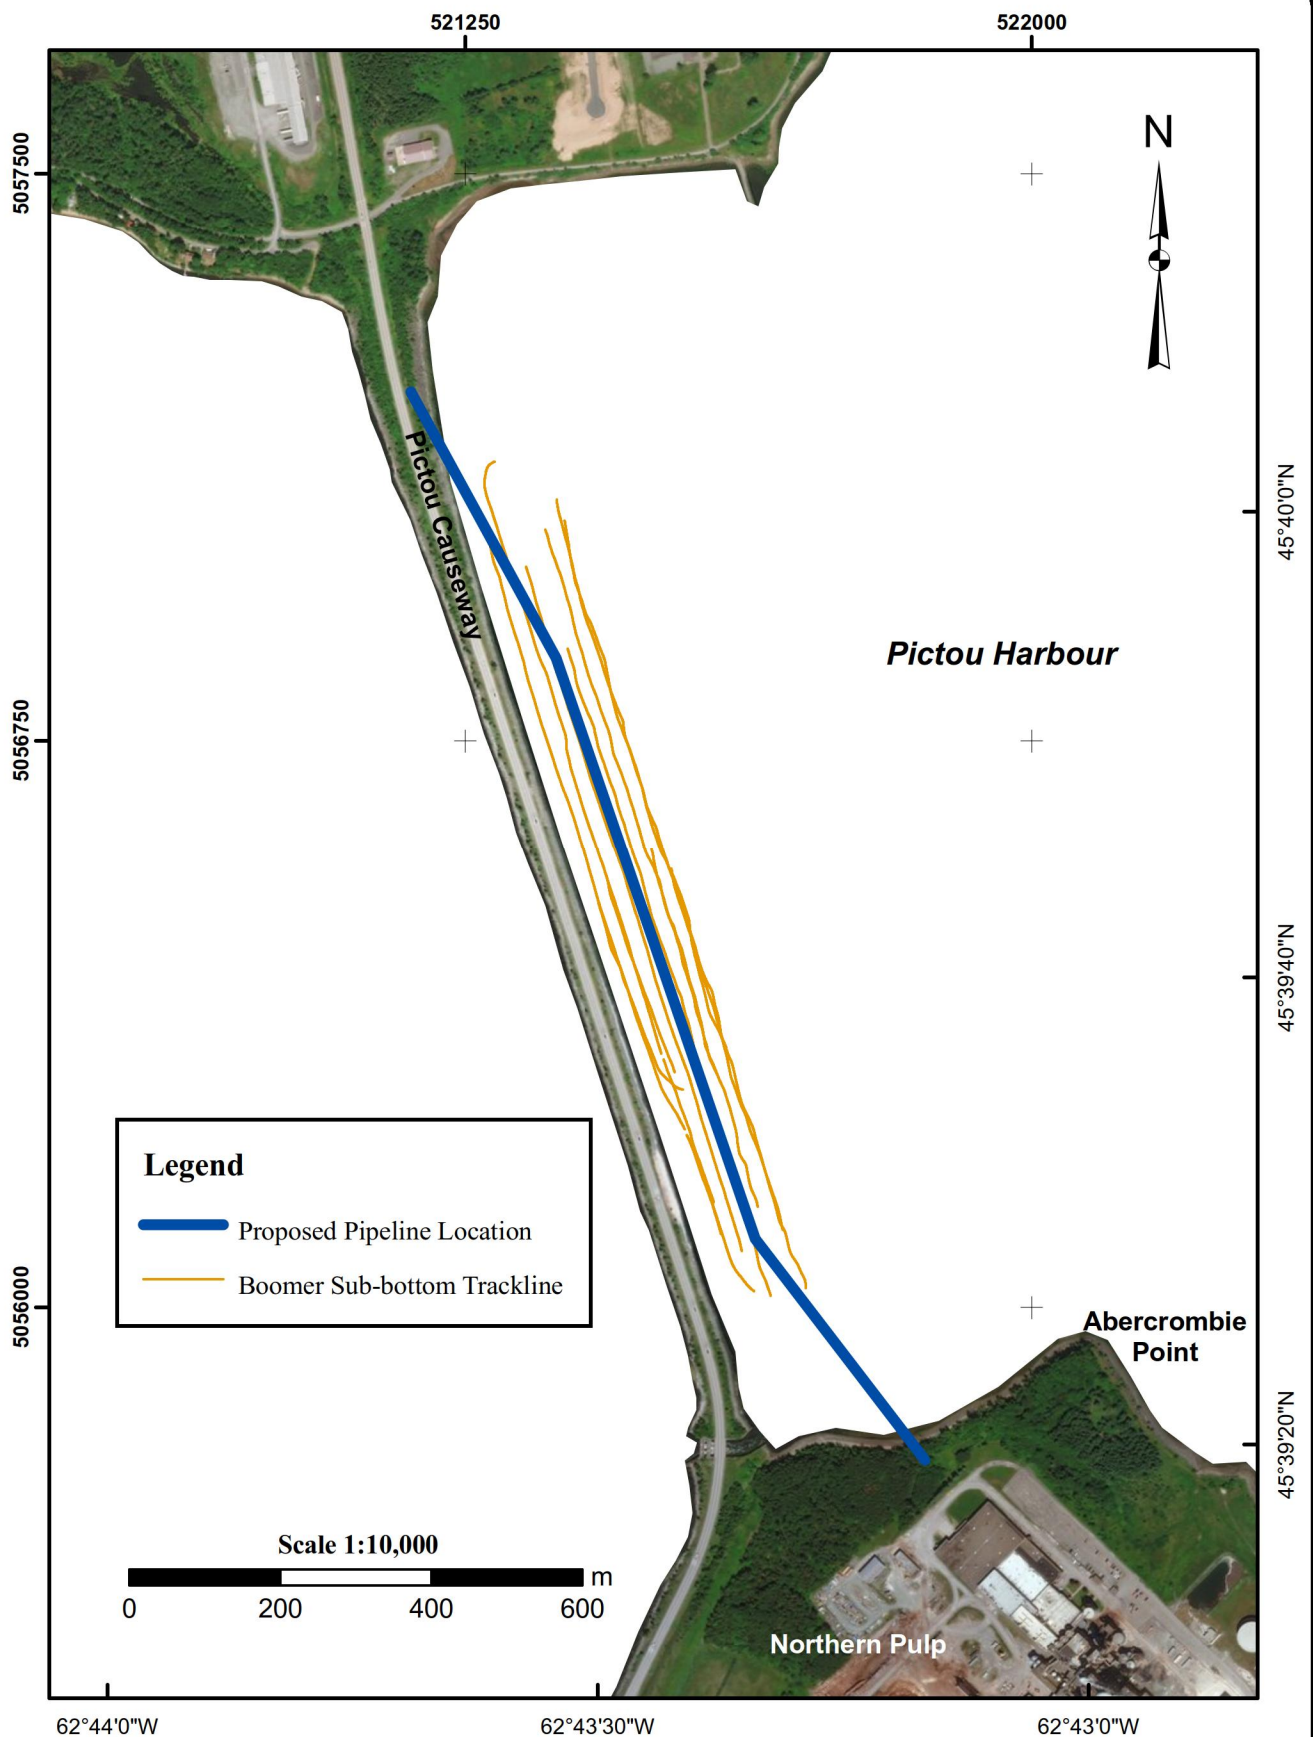 521250
522000
N
5057500
Pictou Causeway
45°40'0"N
Pictou Harbour
5056750
45°39'40"N
Legend
Proposed Pipeline Location
Boomer Sub-bottom Trackline
5056000
Abercrombie
Point
45°39'20"N
Scale 1:10,000
m
0 200 400 600
Northern Pulp
62°44'0"W 62°43'30"W 62°43'0"W